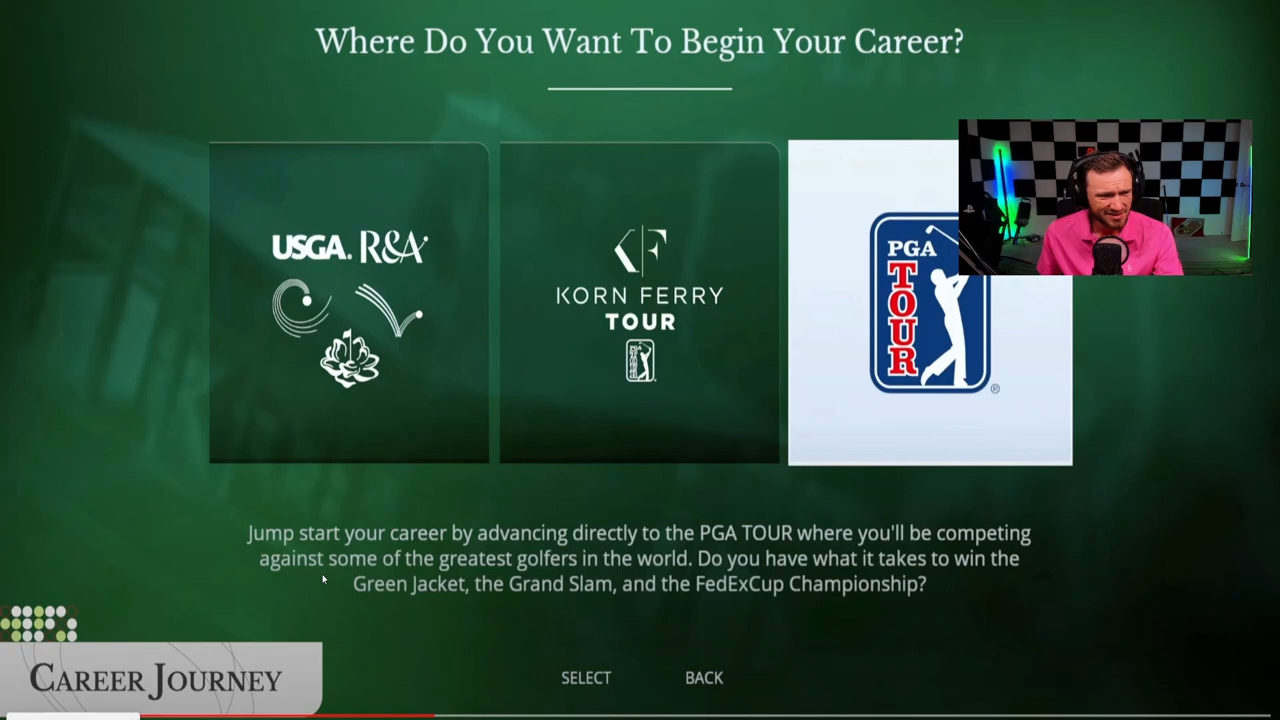 Where Do You Want To Begin Your Career?
USGA. R&A
KORN FERRY
TOUR
PGA
TOUR
®
Jump start your career by advancing directly to the PGA TOUR where you'll be competing
against some of the greatest golfers in the world. Do you have what it takes to win the
Green Jacket, the Grand Slam, and the FedExCup Championship?
CAREER JOURNEY
SELECT BACK